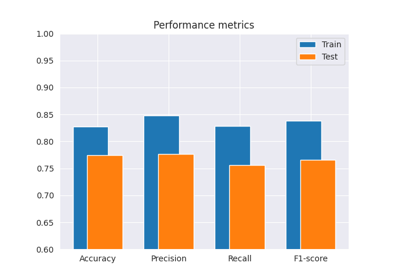 Performance metrics
Train
Test
1.00
0.95
0.90
0.85
0.80
0.75
0.70
0.65
0.60
Accuracy
Precision
Recall
F1-score